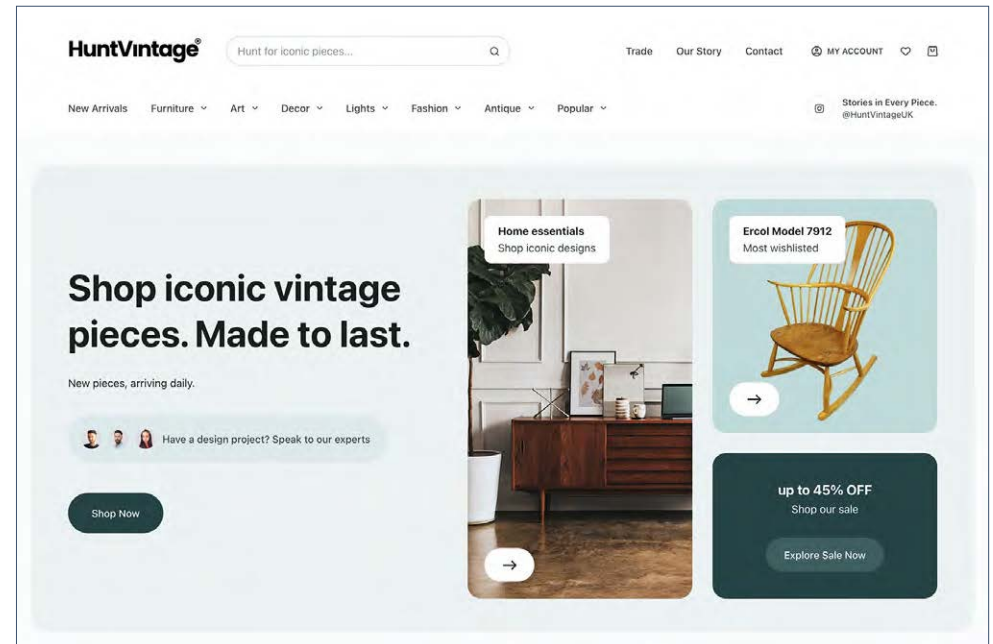 HuntVintage®
Hunt for iconic pieces...
Trade
Our Story
Contact
MY ACCOUNT
New Arrivals
Furniture
Art
Decor
Lights
Fashion
Antique
Popular
Stories in Every Piece.
@HuntVintageUK
Shop iconic vintage
pieces. Made to last.
New pieces, arriving daily.
Have a design project? Speak to our experts
Shop Now
Home essentials
Shop iconic designs
Ercol Model 7912
Most wishlisted
up to 45% OFF
Shop our sale
Explore Sale Now